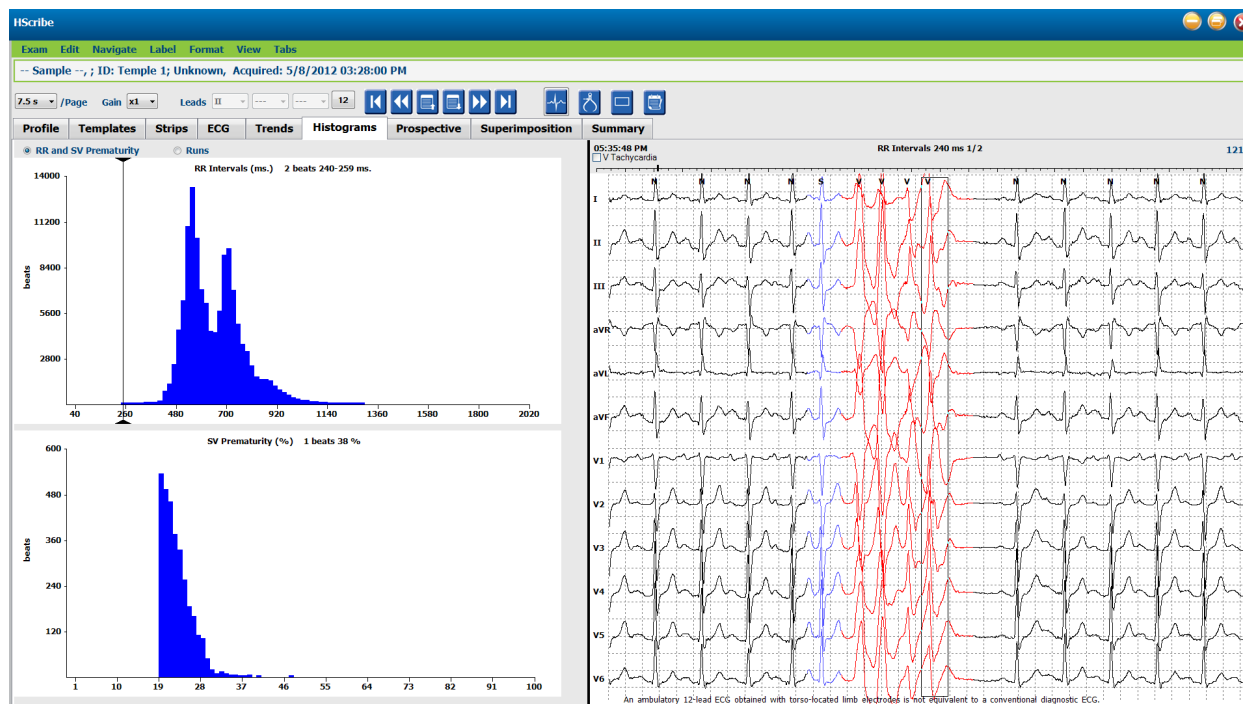 HScribe
Exam Edit Navigate Label Format View Tabs
-- Sample --, ; ID: Temple 1; Unknown, Acquired: 5/8/2012 03:28:00 PM
7.5 s /Page Gain x1 Leads II --- --- 12
Profile Templates Strips ECG Trends Histograms Prospective Superimposition Summary
RR and SV Prematurity Runs
RR Intervals (ms.) 2 beats 240-259 ms.
14000
11200
8400
beats
5600
2800
40 260 480 700 920 1140 1360 1580 1800 2020
SV Prematurity (%) 1 beats 38 %
600
480
360
beats
240
120
1 10 19 28 37 46 55 64 73 82 91 100
05:35:48 PM RR Intervals 240 ms 1/2 121
V Tachycardia
N N N N S V V V V N N N N N
I
II
III
aVR
aVL
aVF
V1
V2
V3
V4
V5
V6
An ambulatory 12-lead ECG obtained with torso-located limb electrodes is not equivalent to a conventional diagnostic ECG.